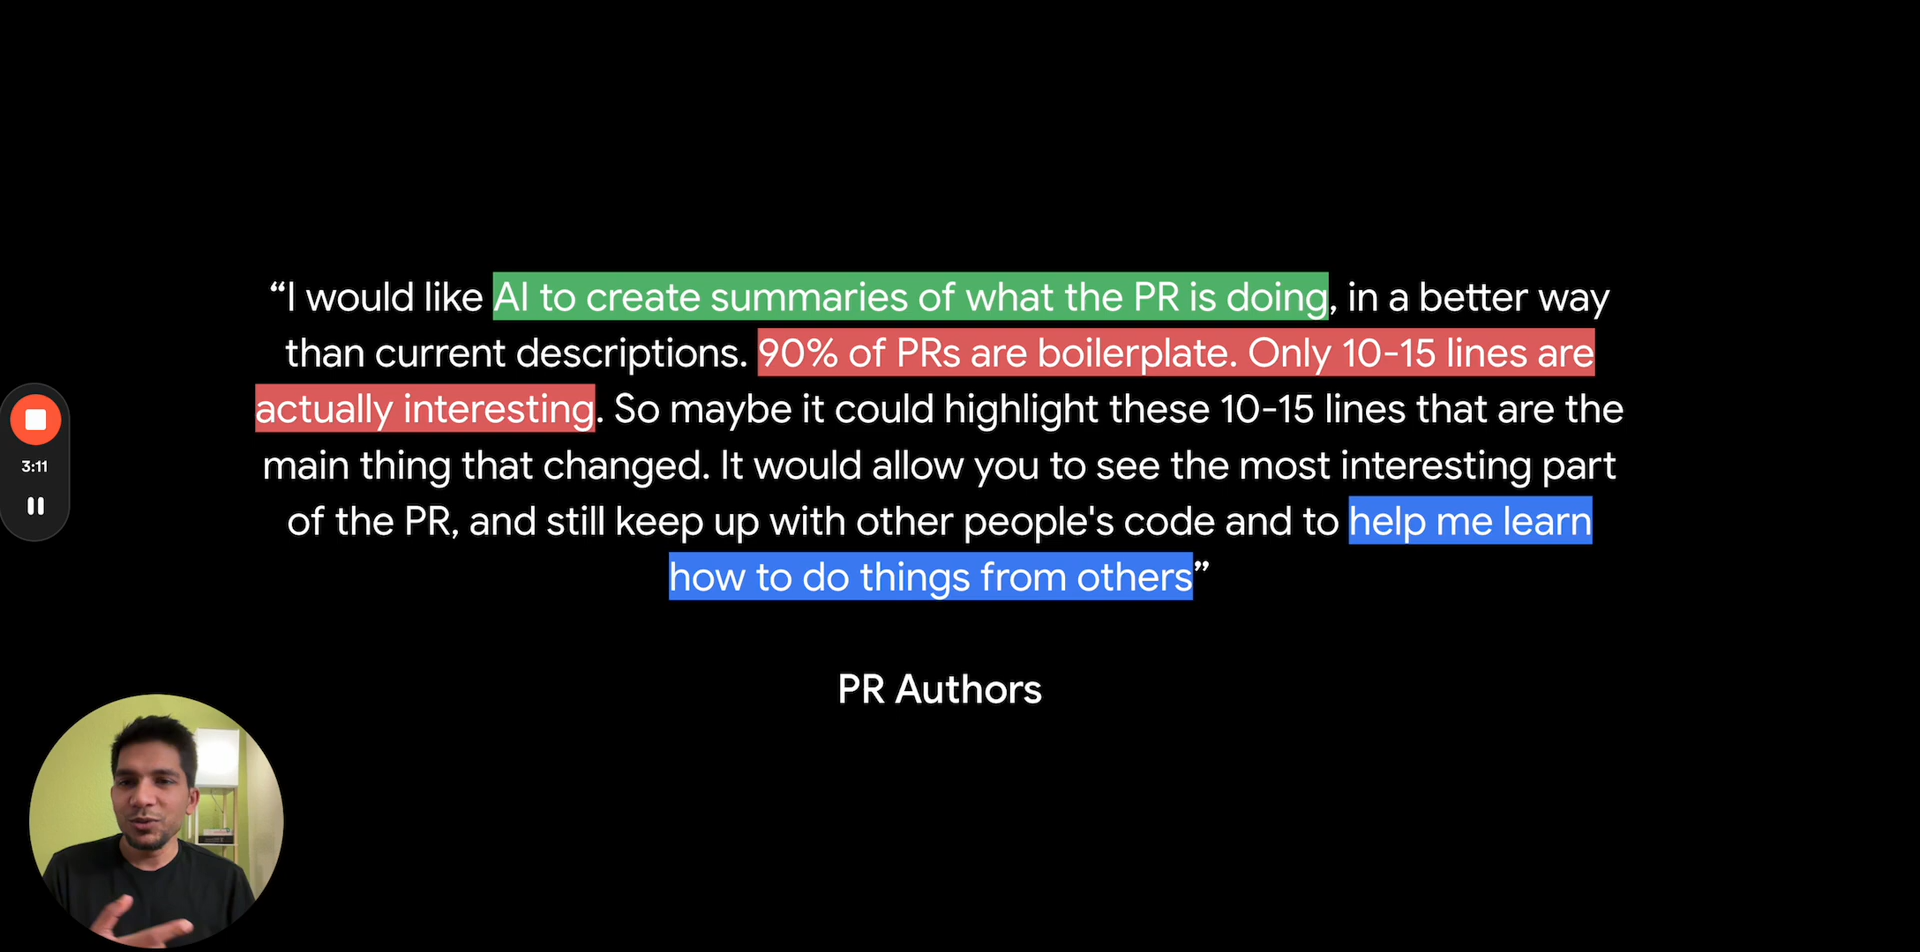 “I would like AI to create summaries of what the PR is doing, in a better way
than current descriptions. 90% of PRs are boilerplate. Only 10-15 lines are
actually interesting. So maybe it could highlight these 10-15 lines that are the
main thing that changed. It would allow you to see the most interesting part
of the PR, and still keep up with other people's code and to help me learn
how to do things from others”
3:11
PR Authors